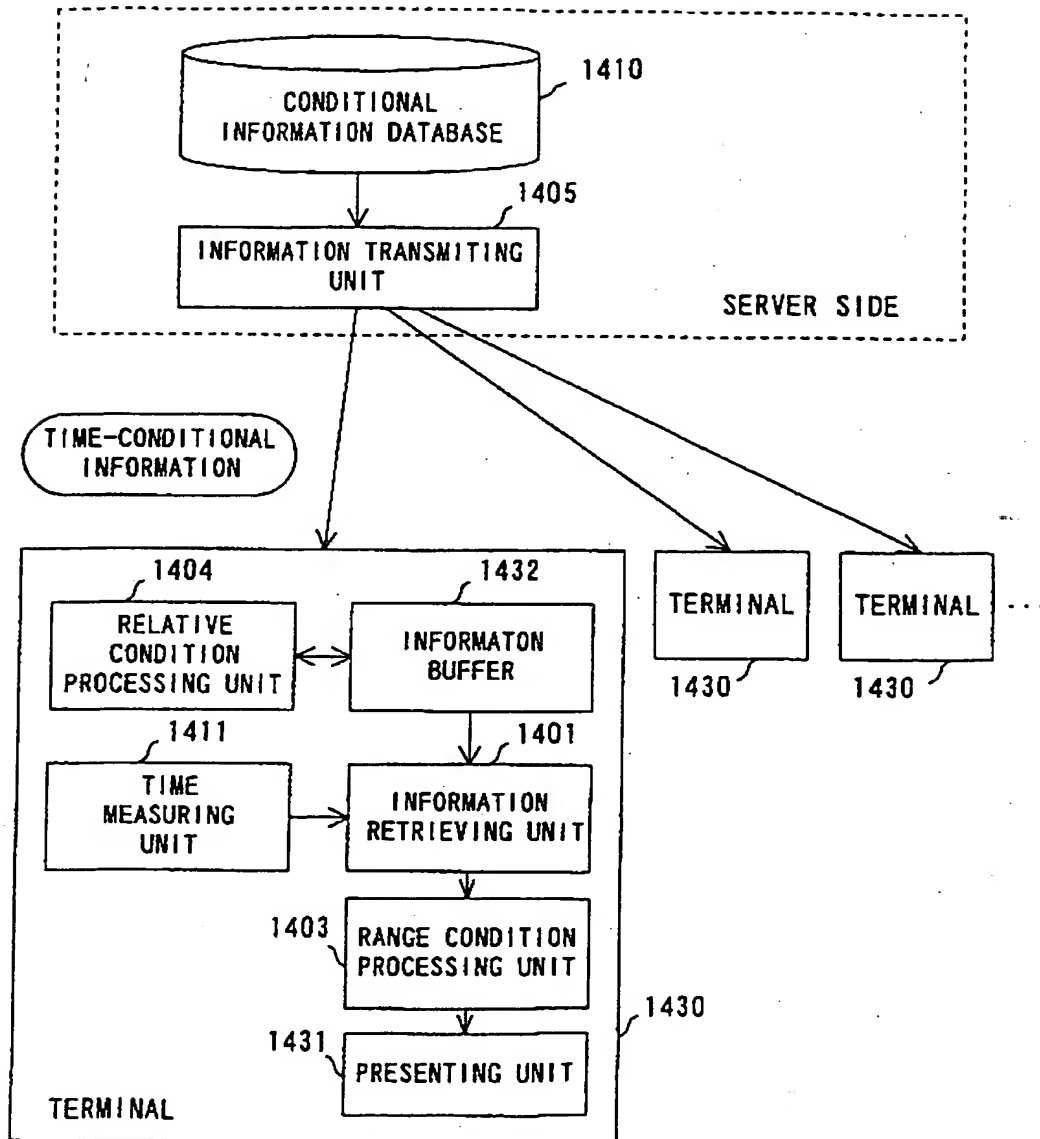 1410
CONDITIONAL
INFORMATION DATABASE
1405
INFORMATION TRANSMITING
UNIT
SERVER SIDE
TIME-CONDITIONAL
INFORMATION
1404
1432
RELATIVE
CONDITION
PROCESSING UNIT
INFORMATON
BUFFER
TERMINAL
TERMINAL
...
1430
1430
1411
1401
TIME
MEASURING
UNIT
INFORMATION
RETRIEVING UNIT
1403
RANGE CONDITION
PROCESSING UNIT
1430
1431
PRESENTING UNIT
TERMINAL